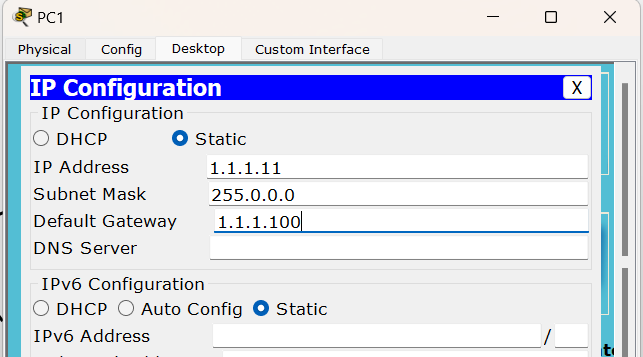 PC1
Physical Config Desktop Custom Interface
IP Configuration X
IP Configuration
DHCP Static
IP Address 1.1.1.11
Subnet Mask 255.0.0.0
Default Gateway 1.1.1.100
DNS Server
IPv6 Configuration
DHCP Auto Config Static
IPv6 Address /